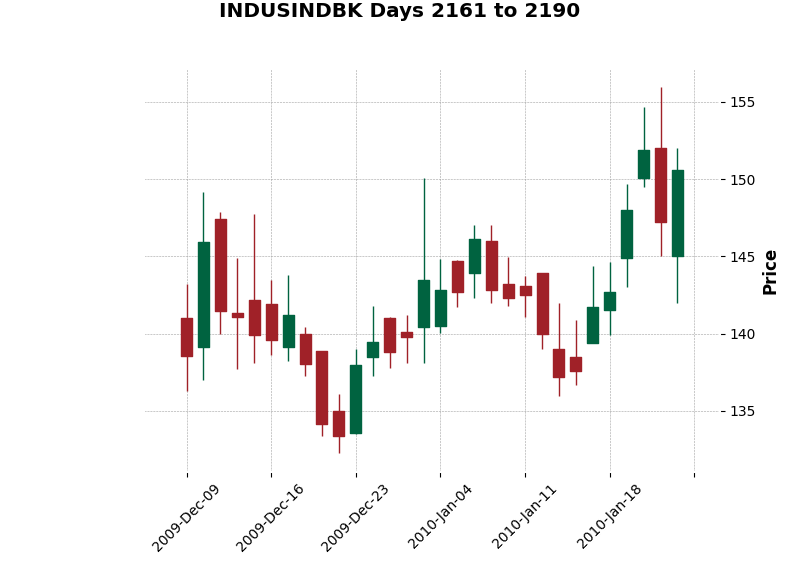 INDUSINDBK Days 2161 to 2190
155
150
145
140
135
Price
2009-Dec-09
2009-Dec-16
2009-Dec-23
2010-Jan-04
2010-Jan-11
2010-Jan-18